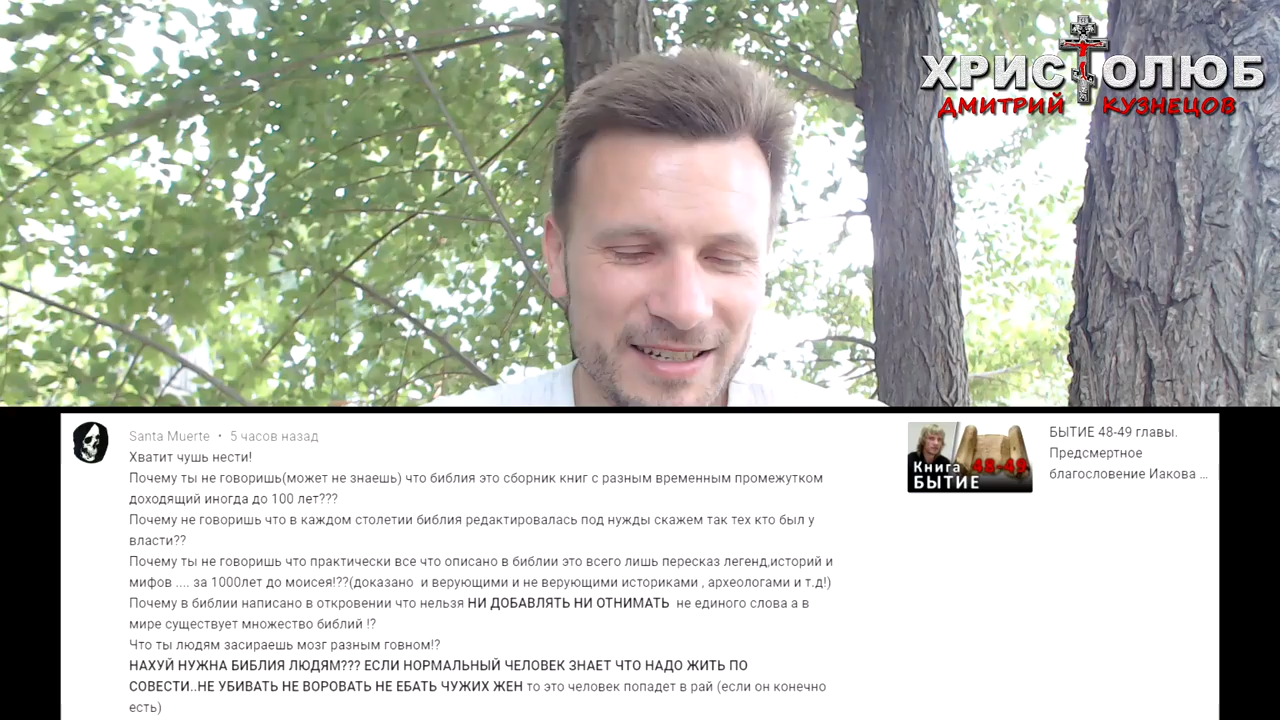 ХРИСТОЛЮБ
ДМИТРИЙ КУЗНЕЦОВ
Santa Muerte • 5 часов назад
Хватит чушь нести!
Почему ты не говоришь(может не знаешь) что библия это сборник книг с разным временным промежутком
доходящий иногда до 100 лет???
Почему не говоришь что в каждом столетии библия редактировалась под нужды скажем так тех кто был у
власти??
Почему ты не говоришь что практически все что описано в библии это всего лишь пересказ легенд,историй и
мифов .... за 1000лет до моисея!??(доказано и верующими и не верующими историками , археологами и т.д!)
Почему в библии написано в откровении что нельзя НИ ДОБАВЛЯТЬ НИ ОТНИМАТЬ не единого слова а в
мире существует множество библий !?
Что ты людям засираешь мозг разным говном!?
НАХУЙ НУЖНА БИБЛИЯ ЛЮДЯМ??? ЕСЛИ НОРМАЛЬНЫЙ ЧЕЛОВЕК ЗНАЕТ ЧТО НАДО ЖИТЬ ПО
СОВЕСТИ..НЕ УБИВАТЬ НЕ ВОРОВАТЬ НЕ ЕБАТЬ ЧУЖИХ ЖЕН то это человек попадет в рай (если он конечно
есть)
Книга 48-49
БЫТИЕ
БЫТИЕ 48-49 главы.
Предсмертное
благословение Иакова ...